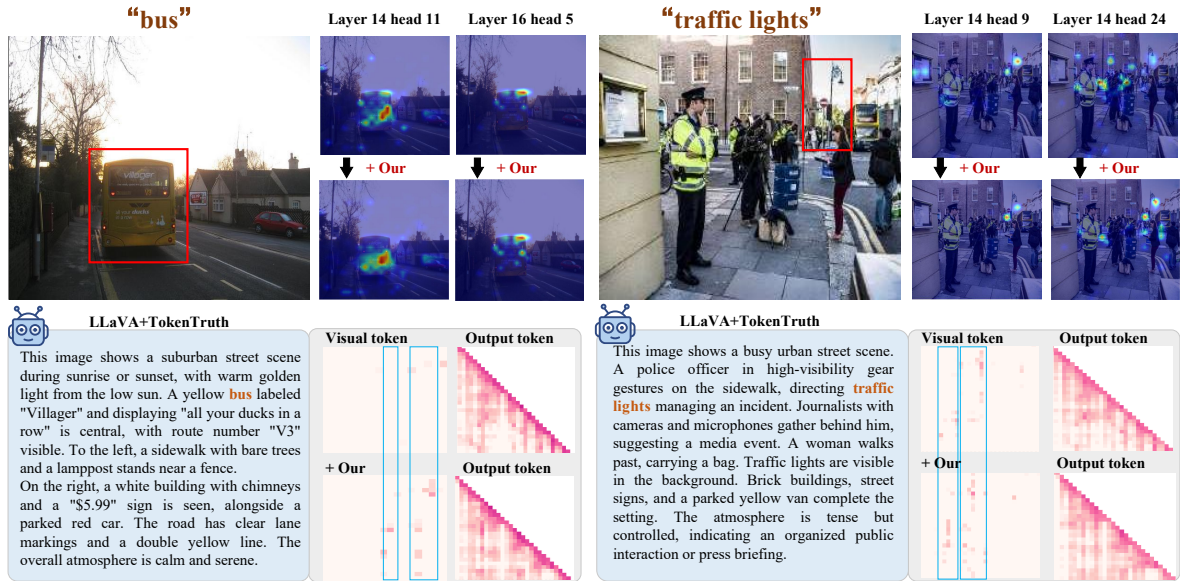 “bus”
Layer 14 head 11
Layer 16 head 5
+ Our
“traffic lights”
Layer 14 head 9
Layer 14 head 24
+ Our
+ Our
Villager
LLaVA+TokenTruth
This image shows a suburban street scene
during sunrise or sunset, with warm golden
light from the low sun. A yellow bus labeled
"Villager" and displaying "all your ducks in a
row" is central, with route number "V3"
visible. To the left, a sidewalk with bare trees
and a lamppost stands near a fence.
On the right, a white building with chimneys
and a "$5.99" sign is seen, alongside a
parked red car. The road has clear lane
markings and a double yellow line. The
overall atmosphere is calm and serene.
Visual token
Output token
+ Our
Output token
LLaVA+TokenTruth
This image shows a busy urban street scene.
A police officer in high-visibility gear
gestures on the sidewalk, directing traffic
lights managing an incident. Journalists with
cameras and microphones gather behind him,
suggesting a media event. A woman walks
past, carrying a bag. Traffic lights are visible
in the background. Brick buildings, street
signs, and a parked yellow van complete the
setting. The atmosphere is tense but
controlled, indicating an organized public
interaction or press briefing.
Visual token
Output token
+ Our
Output token